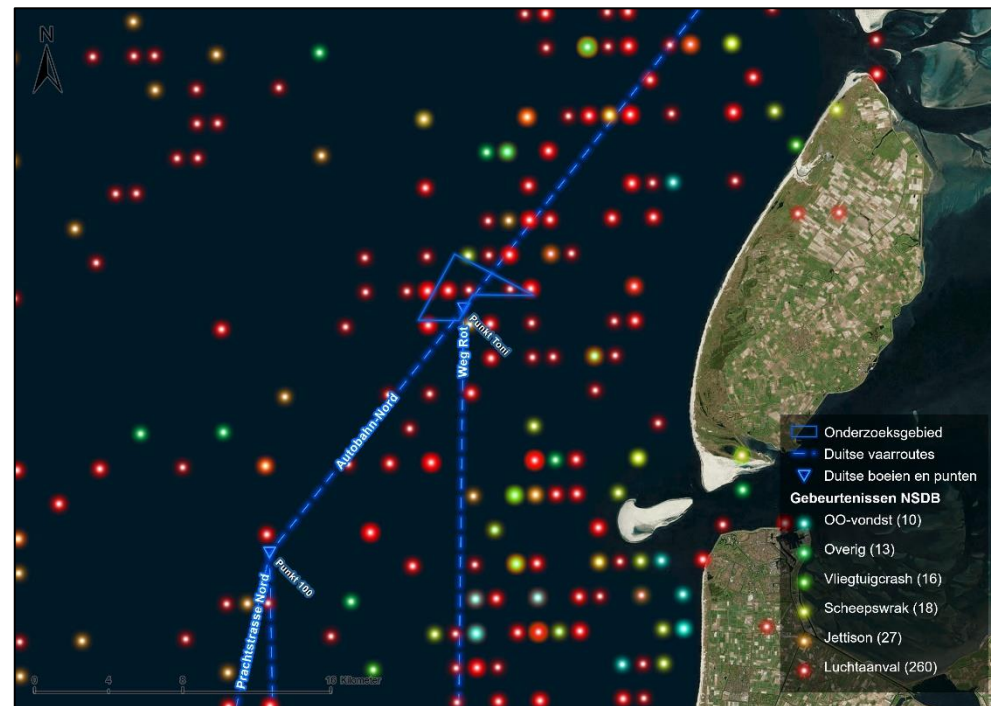 N
Autobahn-Nord
Punkt Toni
Weg Rot
Punkt 100
Prachtstrasse Nord
Onderzoeksgebied
Duitse vaarroutes
Duitse boeien en punten
Gebeurtenissen NSDB
OO-vondst (10)
Overig (13)
Vliegtuigcrash (16)
Scheepswrak (18)
Jettison (27)
Luchtaanval (260)
0 4 8 16 Kilometer